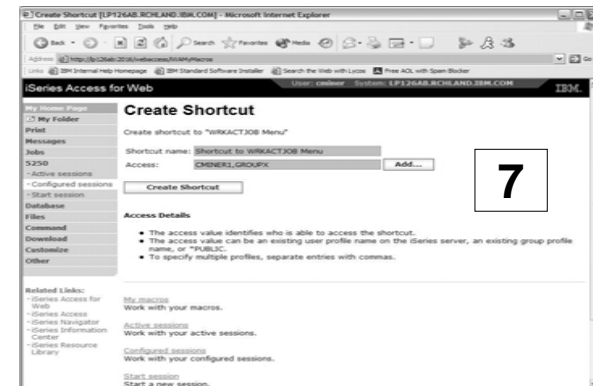 Create Shortcut [LP126AB.RCHLAND.IBM.COM] - Microsoft Internet Explorer
File Edit View Favorites Tools Help
Back Search Favorites Media
Address http://lp126ab:2016/webaccess/WAMyMacros Go
Links IBM Internal Help Homepage IBM Standard Software Installer Search the Web with Lycos Free AOL with Spam Blocker
iSeries Access for Web
User: cminer System: LP126AB.RCHLAND.IBM.COM
IBM.
My Home Page
My Folder
Print
Messages
Jobs
5250
- Active sessions
- Configured sessions
- Start session
Database
Files
Command
Download
Customize
Other
Related Links:
- iSeries Access for
Web
- iSeries Access
- iSeries Navigator
- iSeries Information
Center
- iSeries Resource
Library
Create Shortcut
Create shortcut to "WRKACTJOB Menu"
Shortcut name: Shortcut to WRKACTJOB Menu
Access: CMINER1,GROUPX Add...
Create Shortcut
7
Access Details
• The access value identifies who is able to access the shortcut.
• The access value can be an existing user profile name on the iSeries server, an existing group profile
name, or *PUBLIC.
• To specify multiple profiles, separate entries with commas.
My macros
Work with your macros.
Active sessions
Work with your active sessions.
Configured sessions
Work with your configured sessions.
Start session
Start a new session.